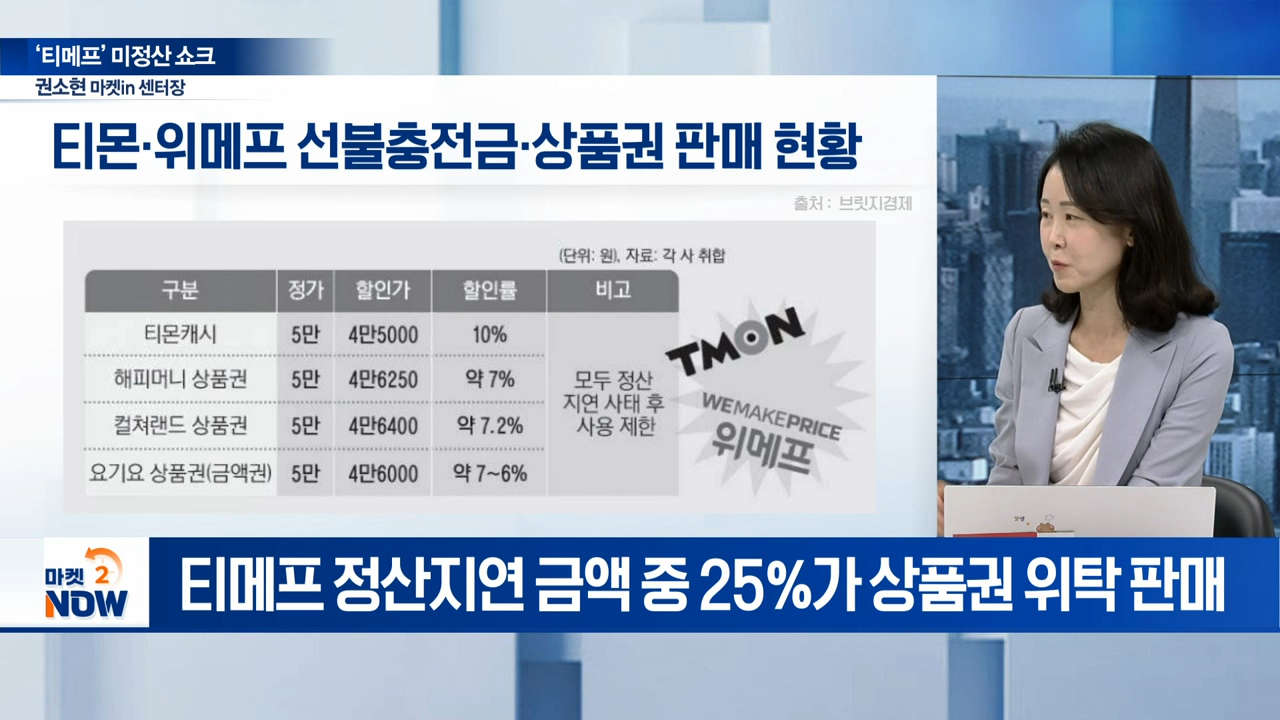 ‘티메프’ 미정산 쇼크
권소현 마켓in 센터장
티몬·위메프 선불충전금·상품권 판매 현황
출처 : 브릿지경제
(단위: 원), 자료: 각 사 취합
구분 정가 할인가 할인률 비고
티몬캐시 5만 4만5000 10%
해피머니 상품권 5만 4만6250 약 7%
컬쳐랜드 상품권 5만 4만6400 약 7.2%
요기요 상품권(금액권) 5만 4만6000 약 7~6%
모두 정산
지연 사태 후
사용 제한
TMON
WEMAKEPRICE
위메프
마켓 2
NOW
티메프 정산지연 금액 중 25%가 상품권 위탁 판매